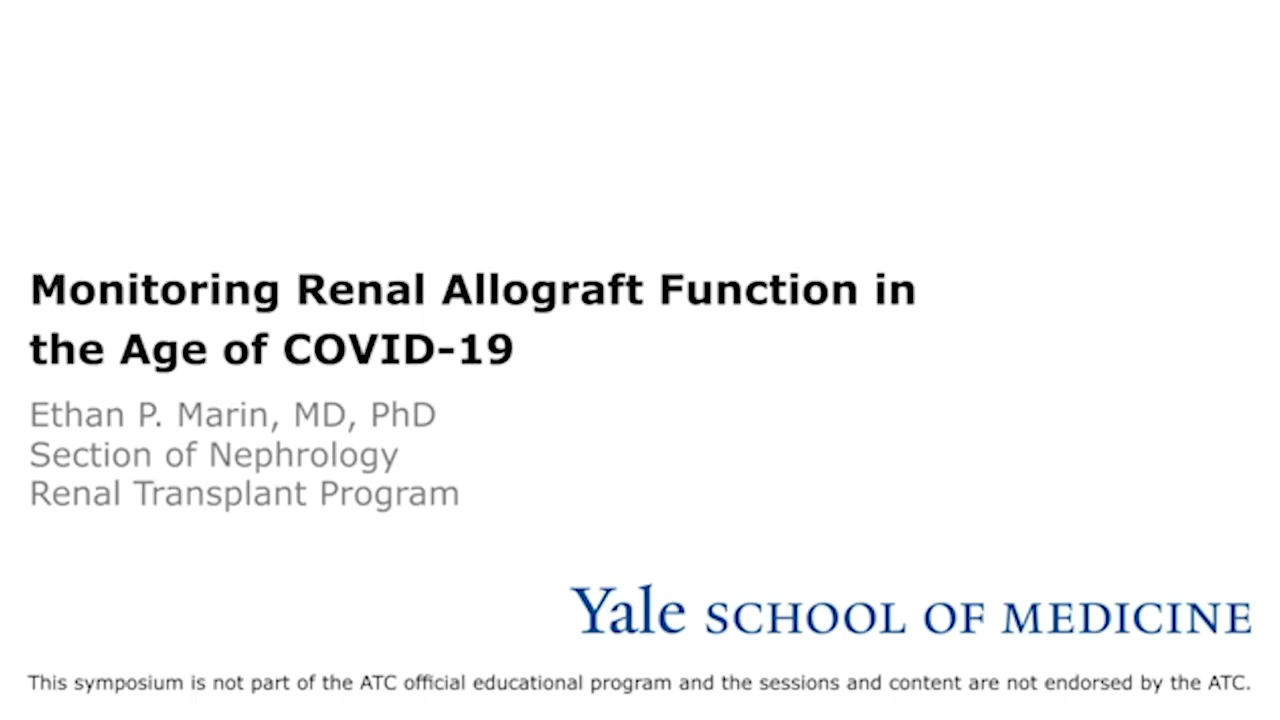 Monitoring Renal Allograft Function in
the Age of COVID-19
Ethan P. Marin, MD, PhD
Section of Nephrology
Renal Transplant Program
Yale SCHOOL OF MEDICINE
This symposium is not part of the ATC official educational program and the sessions and content are not endorsed by the ATC.